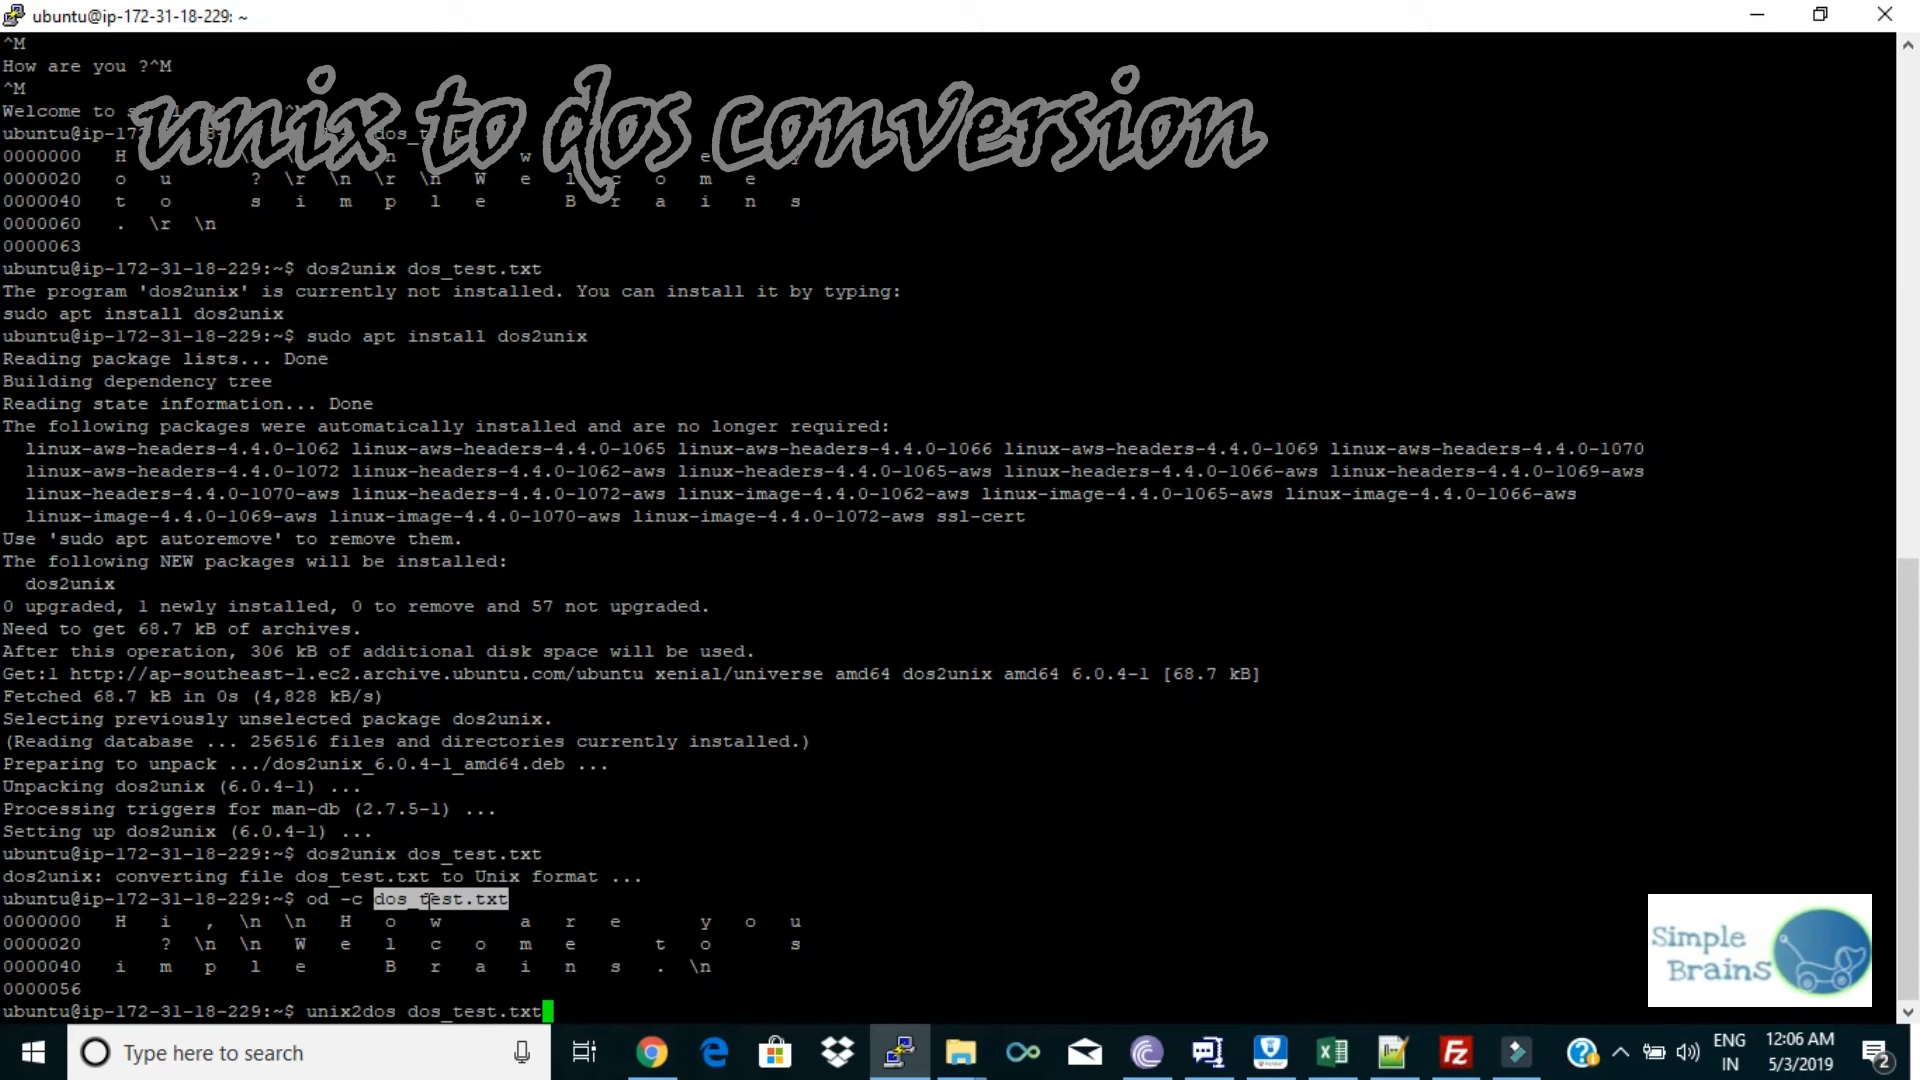 ubuntu@ip-172-31-18-229: ~
^M
How are you ?^M
^M
Welcome to s
unix to dos conversion
ubuntu@ip-17
0000000 H
0000020 o u ? \r \n \r \n W e l c o m e
0000040 t o s i m p l e B r a i n s
0000060 . \r \n
0000063
ubuntu@ip-172-31-18-229:~$ dos2unix dos_test.txt
The program 'dos2unix' is currently not installed. You can install it by typing:
sudo apt install dos2unix
ubuntu@ip-172-31-18-229:~$ sudo apt install dos2unix
Reading package lists... Done
Building dependency tree
Reading state information... Done
The following packages were automatically installed and are no longer required:
linux-aws-headers-4.4.0-1062 linux-aws-headers-4.4.0-1065 linux-aws-headers-4.4.0-1066 linux-aws-headers-4.4.0-1069 linux-aws-headers-4.4.0-1070
linux-aws-headers-4.4.0-1072 linux-headers-4.4.0-1062-aws linux-headers-4.4.0-1065-aws linux-headers-4.4.0-1066-aws linux-headers-4.4.0-1069-aws
linux-headers-4.4.0-1070-aws linux-headers-4.4.0-1072-aws linux-image-4.4.0-1062-aws linux-image-4.4.0-1065-aws linux-image-4.4.0-1066-aws
linux-image-4.4.0-1069-aws linux-image-4.4.0-1070-aws linux-image-4.4.0-1072-aws ssl-cert
Use 'sudo apt autoremove' to remove them.
The following NEW packages will be installed:
dos2unix
0 upgraded, 1 newly installed, 0 to remove and 57 not upgraded.
Need to get 68.7 kB of archives.
After this operation, 306 kB of additional disk space will be used.
Get:1 http://ap-southeast-1.ec2.archive.ubuntu.com/ubuntu xenial/universe amd64 dos2unix amd64 6.0.4-1 [68.7 kB]
Fetched 68.7 kB in 0s (4,828 kB/s)
Selecting previously unselected package dos2unix.
(Reading database ... 256516 files and directories currently installed.)
Preparing to unpack .../dos2unix_6.0.4-1_amd64.deb ...
Unpacking dos2unix (6.0.4-1) ...
Processing triggers for man-db (2.7.5-1) ...
Setting up dos2unix (6.0.4-1) ...
ubuntu@ip-172-31-18-229:~$ dos2unix dos_test.txt
dos2unix: converting file dos_test.txt to Unix format ...
ubuntu@ip-172-31-18-229:~$ od -c dos_test.txt
0000000 H i , \n \n H o w a r e y o u
0000020 ? \n \n W e l c o m e t o s
0000040 i m p l e B r a i n s . \n
0000056
ubuntu@ip-172-31-18-229:~$ unix2dos dos_test.txt
Simple
Brains
Type here to search
ENG
IN
12:06 AM
5/3/2019
2